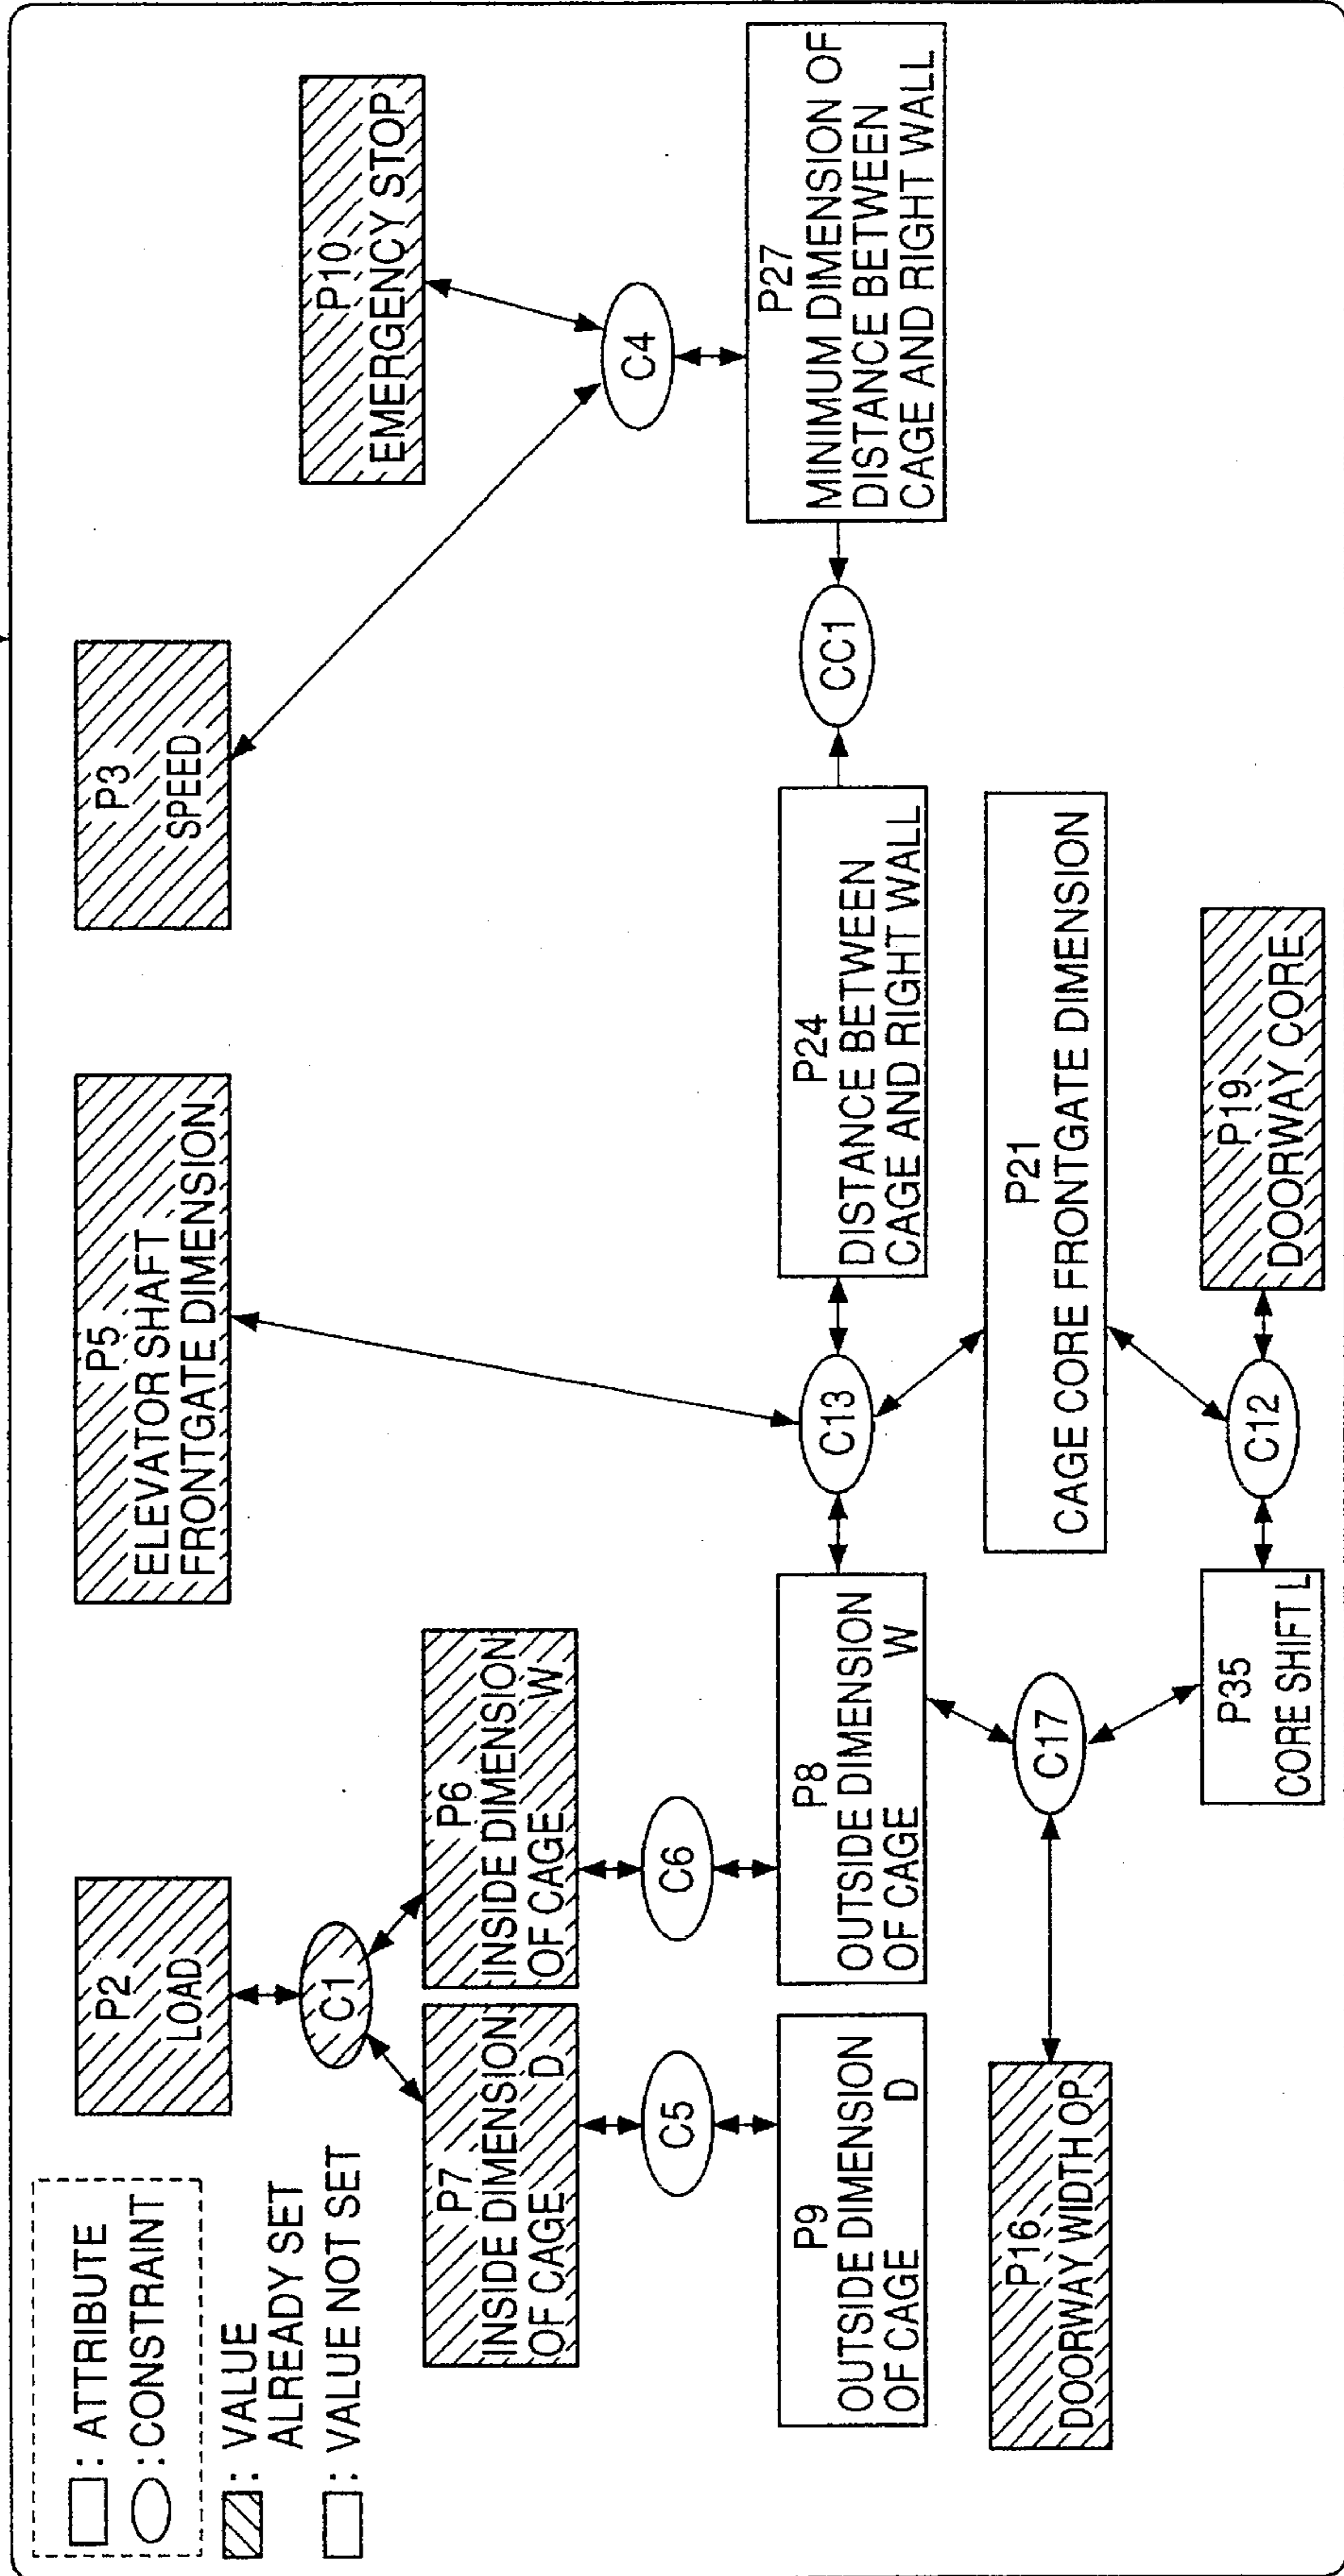 : ATTRIBUTE
: CONSTRAINT
: VALUE
ALREADY SET
: VALUE NOT SET
P2
LOAD
P5
ELEVATOR SHAFT
FRONTGATE DIMENSION
P3
SPEED
C1
P10
EMERGENCY STOP
P7
INSIDE DIMENSION
OF CAGE D
P6
INSIDE DIMENSION
OF CAGE W
C4
C5
C6
P9
OUTSIDE DIMENSION
OF CAGE D
P8
OUTSIDE DIMENSION
OF CAGE W
C13
P24
DISTANCE BETWEEN
CAGE AND RIGHT WALL
CC1
P27
MINIMUM DIMENSION OF
DISTANCE BETWEEN
CAGE AND RIGHT WALL
P16
DOORWAY WIDTH OP
C17
P21
CAGE CORE FRONTGATE DIMENSION
P35
CORE SHIFT L
C12
P19
DOORWAY CORE